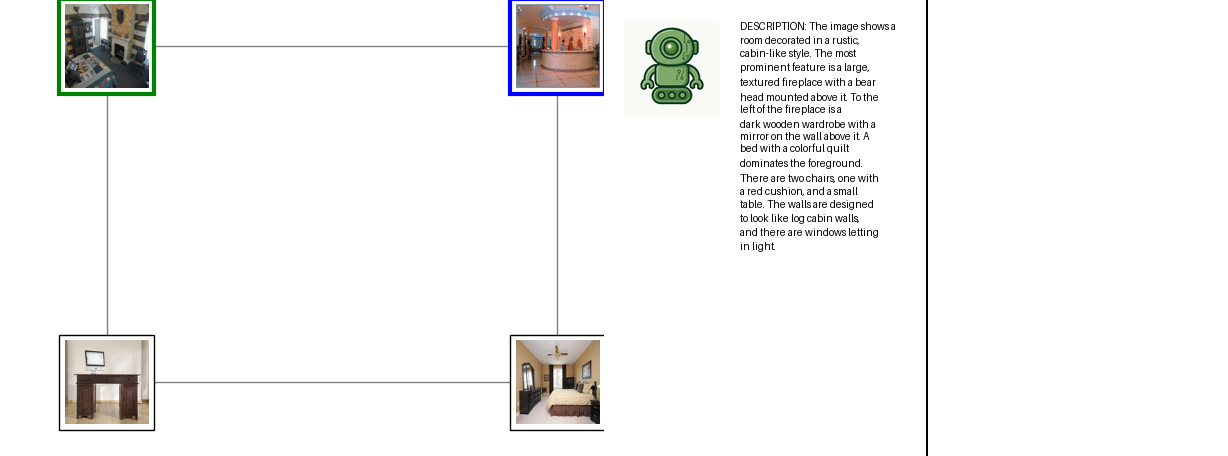 DESCRIPTION: The image shows a
room decorated in a rustic,
cabin-like style. The most
prominent feature is a large,
textured fireplace with a bear
head mounted above it. To the
left of the fireplace is a
dark wooden wardrobe with a
mirror on the wall above it. A
bed with a colorful quilt
dominates the foreground.
There are two chairs, one with
a red cushion, and a small
table. The walls are designed
to look like log cabin walls,
and there are windows letting
in light.